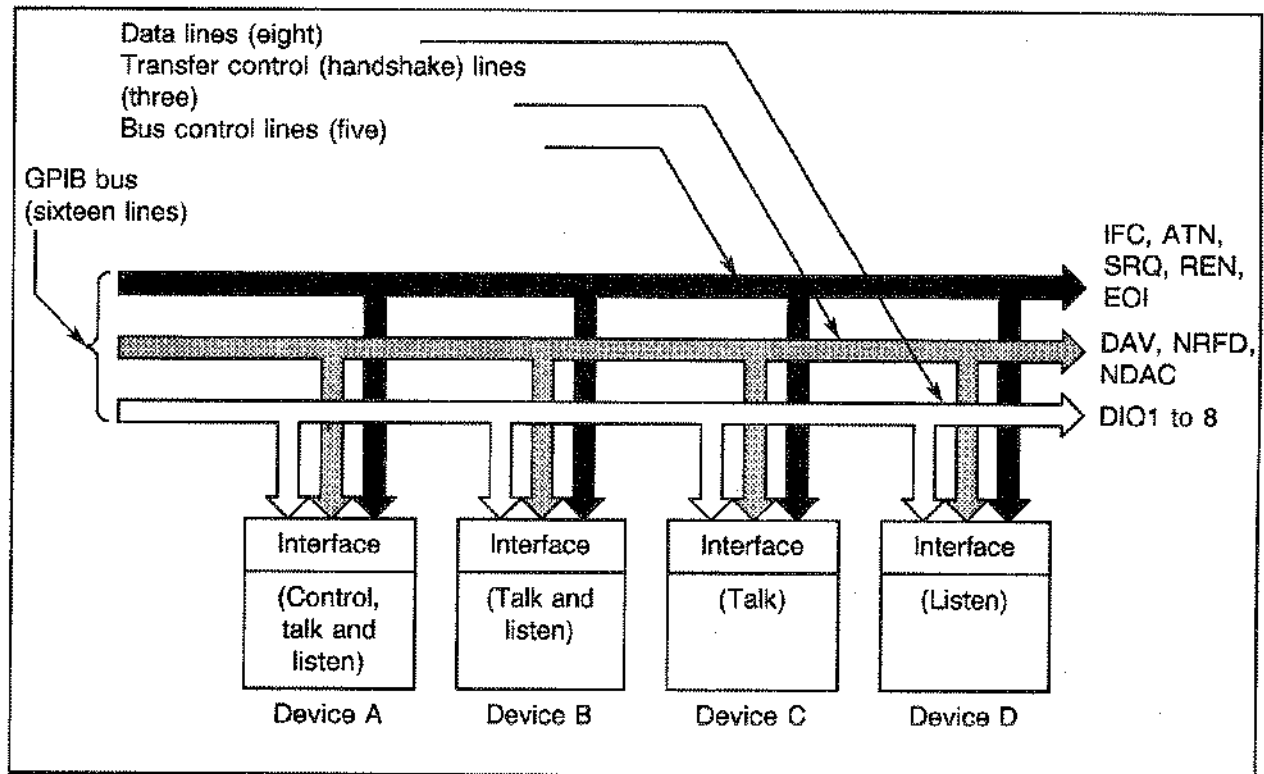 Data lines (eight)
Transfer control (handshake) lines
(three)
Bus control lines (five)
GPIB bus
(sixteen lines)
IFC, ATN,
SRQ, REN,
EOI
DAV, NRFD,
NDAC
DIO1 to 8
Interface
(Control,
talk and
listen)
Device A
Interface
(Talk and
listen)
Device B
Interface
(Talk)
Device C
Interface
(Listen)
Device D